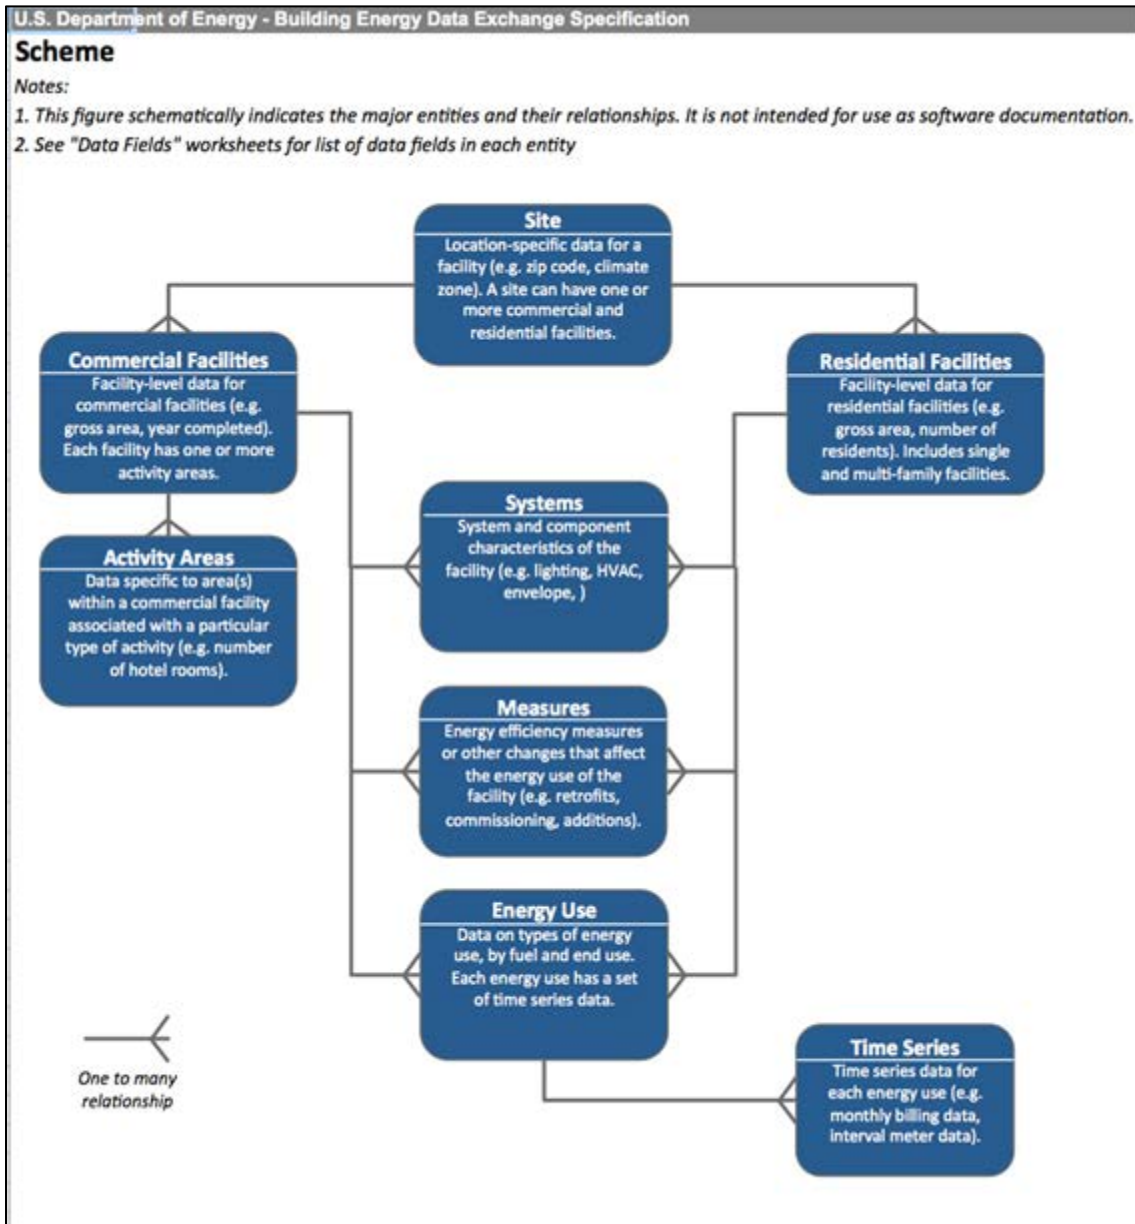 U.S. Department of Energy - Building Energy Data Exchange Specification
Scheme
Notes:
1. This figure schematically indicates the major entities and their relationships. It is not intended for use as software documentation.
2. See "Data Fields" worksheets for list of data fields in each entity
Site
Location-specific data for a
facility (e.g. zip code, climate
zone). A site can have one or
more commercial and
residential facilities.
Commercial Facilities
Facility-level data for
commercial facilities (e.g.
gross area, year completed).
Each facility has one or more
activity areas.
Residential Facilities
Facility-level data for
residential facilities (e.g.
gross area, number of
residents). Includes single
and multi-family facilities.
Systems
System and component
characteristics of the
facility (e.g. lighting, HVAC,
envelope, )
Activity Areas
Data specific to area(s)
within a commercial facility
associated with a particular
type of activity (e.g. number
of hotel rooms).
Measures
Energy efficiency measures
or other changes that affect
the energy use of the
facility (e.g. retrofits,
commissioning, additions).
Energy Use
Data on types of energy
use, by fuel and end use.
Each energy use has a set
of time series data.
One to many
relationship
Time Series
Time series data for
each energy use (e.g.
monthly billing data,
interval meter data).